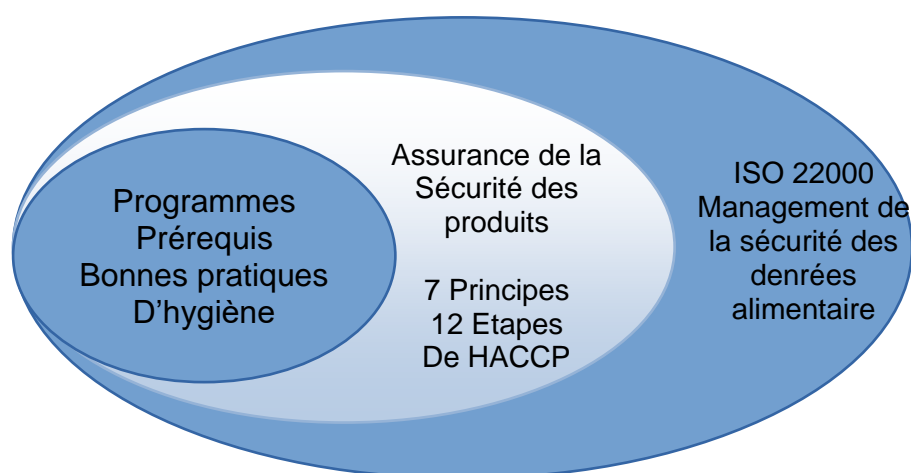 Programmes
Prérequis
Bonnes pratiques
D’hygiène
Assurance de la
Sécurité des
produits
7 Principes
12 Etapes
De HACCP
ISO 22000
Management de
la sécurité des
denrées
alimentaire